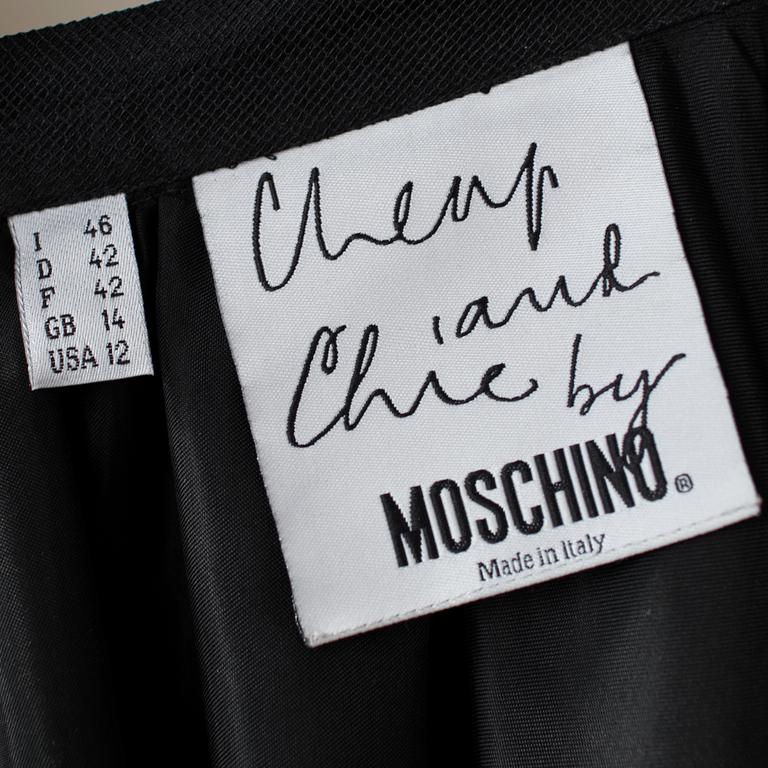 I 46
D 42
F 42
GB 14
USA 12
Cheap
and
Chic by
MOSCHINO®
Made in Italy